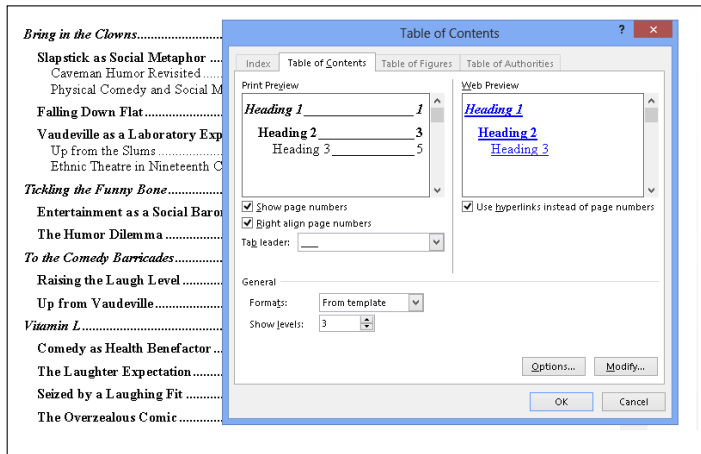 Bring in the Clowns
Slapstick as Social Metaphor
Caveman Humor Revisited
Physical Comedy and Social M
Falling Down Flat
Vaudeville as a Laboratory Exp
Up from the Slums
Ethnic Theatre in Nineteenth C
Tickling the Funny Bone
Entertainment as a Social Baro
The Humor Dilemma
To the Comedy Barricades
Raising the Laugh Level
Up from Vaudeville
Vitamin L
Comedy as Health Benefactor
The Laughter Expectation
Seized by a Laughing Fit
The Overzealous Comic
Table of Contents ? x
Index Table of Contents Table of Figures Table of Authorities
Print Preview
Heading 1 1
Heading 2 3
Heading 3 5
Show page numbers
Right align page numbers
Tab leader: ___
Web Preview
Heading 1
Heading 2
Heading 3
Use hyperlinks instead of page numbers
General
Formats: From template
Show levels: 3
Options... Modify...
OK Cancel